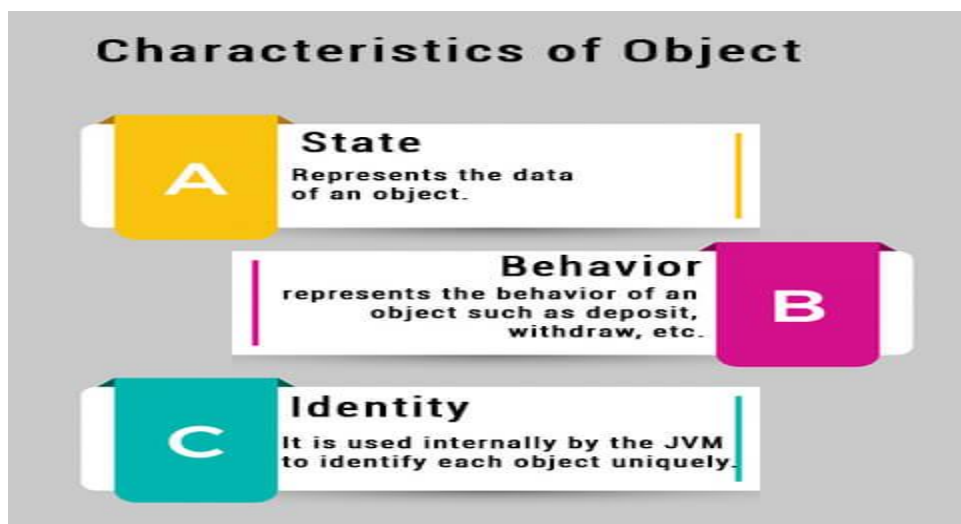 Characteristics of Object
A
State
Represents the data
of an object.
Behavior
represents the behavior of an
object such as deposit,
withdraw, etc.
B
C
Identity
It is used internally by the JVM
to identify each object uniquely.